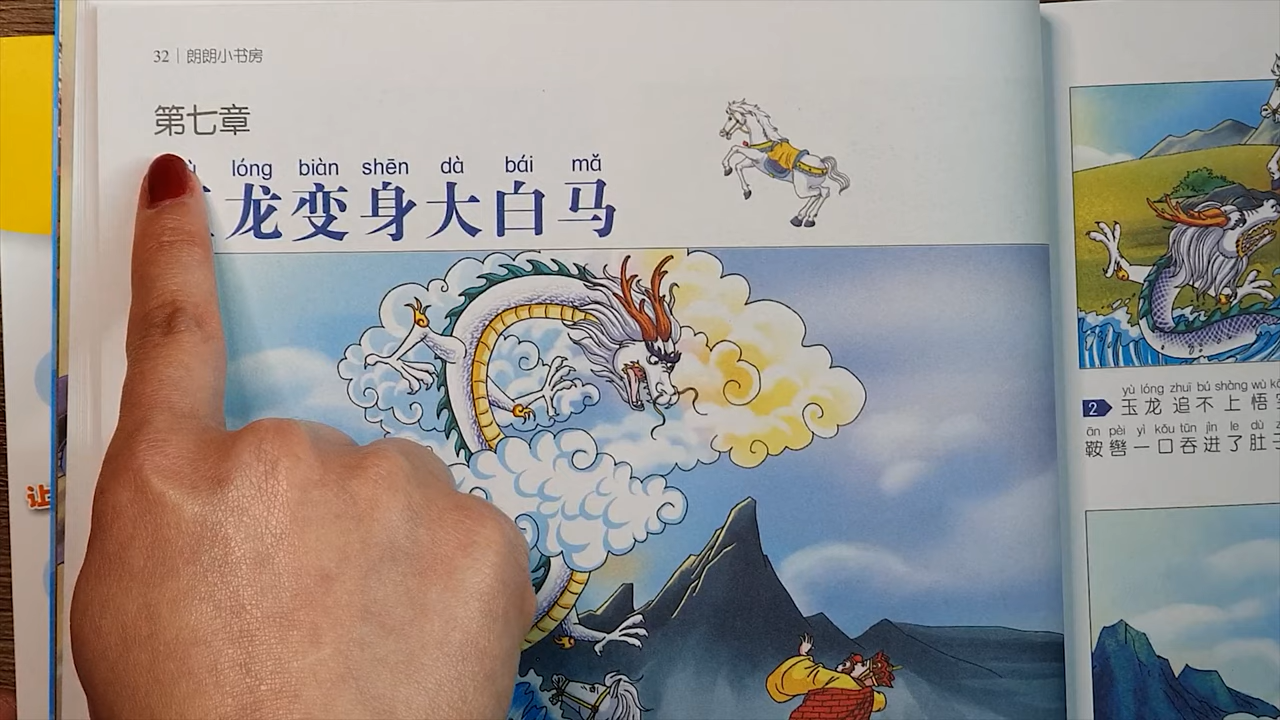 32 | 朗朗小书房
第七章
lóng biàn shēn dà bái mǎ
龙变身大白马
yù lóng zhuī bú shàng wù
2 玉龙追不上悟
ān pèi yì kǒu tūn jìn le dù
鞍辔一口吞进了肚
让